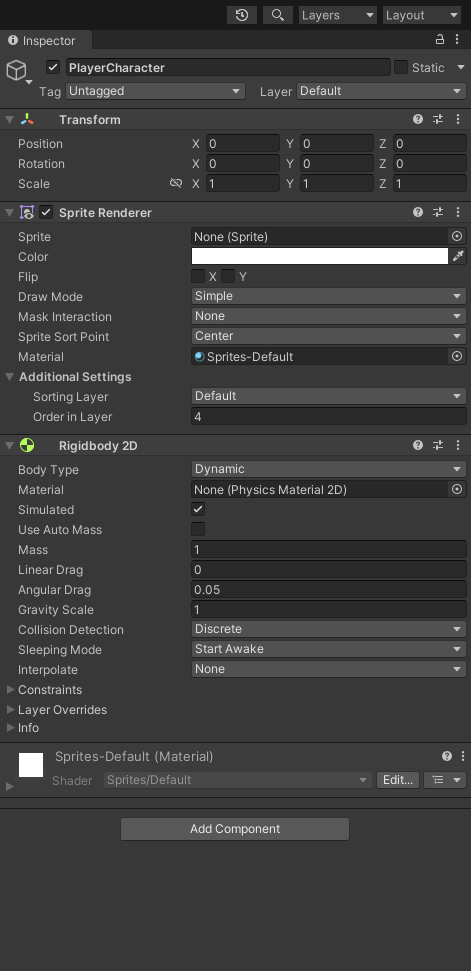 Layers Layout
Inspector
PlayerCharacter Static
Tag Untagged Layer Default
Transform
Position X 0 Y 0 Z 0
Rotation X 0 Y 0 Z 0
Scale X 1 Y 1 Z 1
Sprite Renderer
Sprite None (Sprite)
Color
Flip X Y
Draw Mode Simple
Mask Interaction None
Sprite Sort Point Center
Material Sprites-Default
Additional Settings
Sorting Layer Default
Order in Layer 4
Rigidbody 2D
Body Type Dynamic
Material None (Physics Material 2D)
Simulated
Use Auto Mass
Mass 1
Linear Drag 0
Angular Drag 0.05
Gravity Scale 1
Collision Detection Discrete
Sleeping Mode Start Awake
Interpolate None
Constraints
Layer Overrides
Info
Sprites-Default (Material)
Shader Sprites/Default Edit...
Add Component